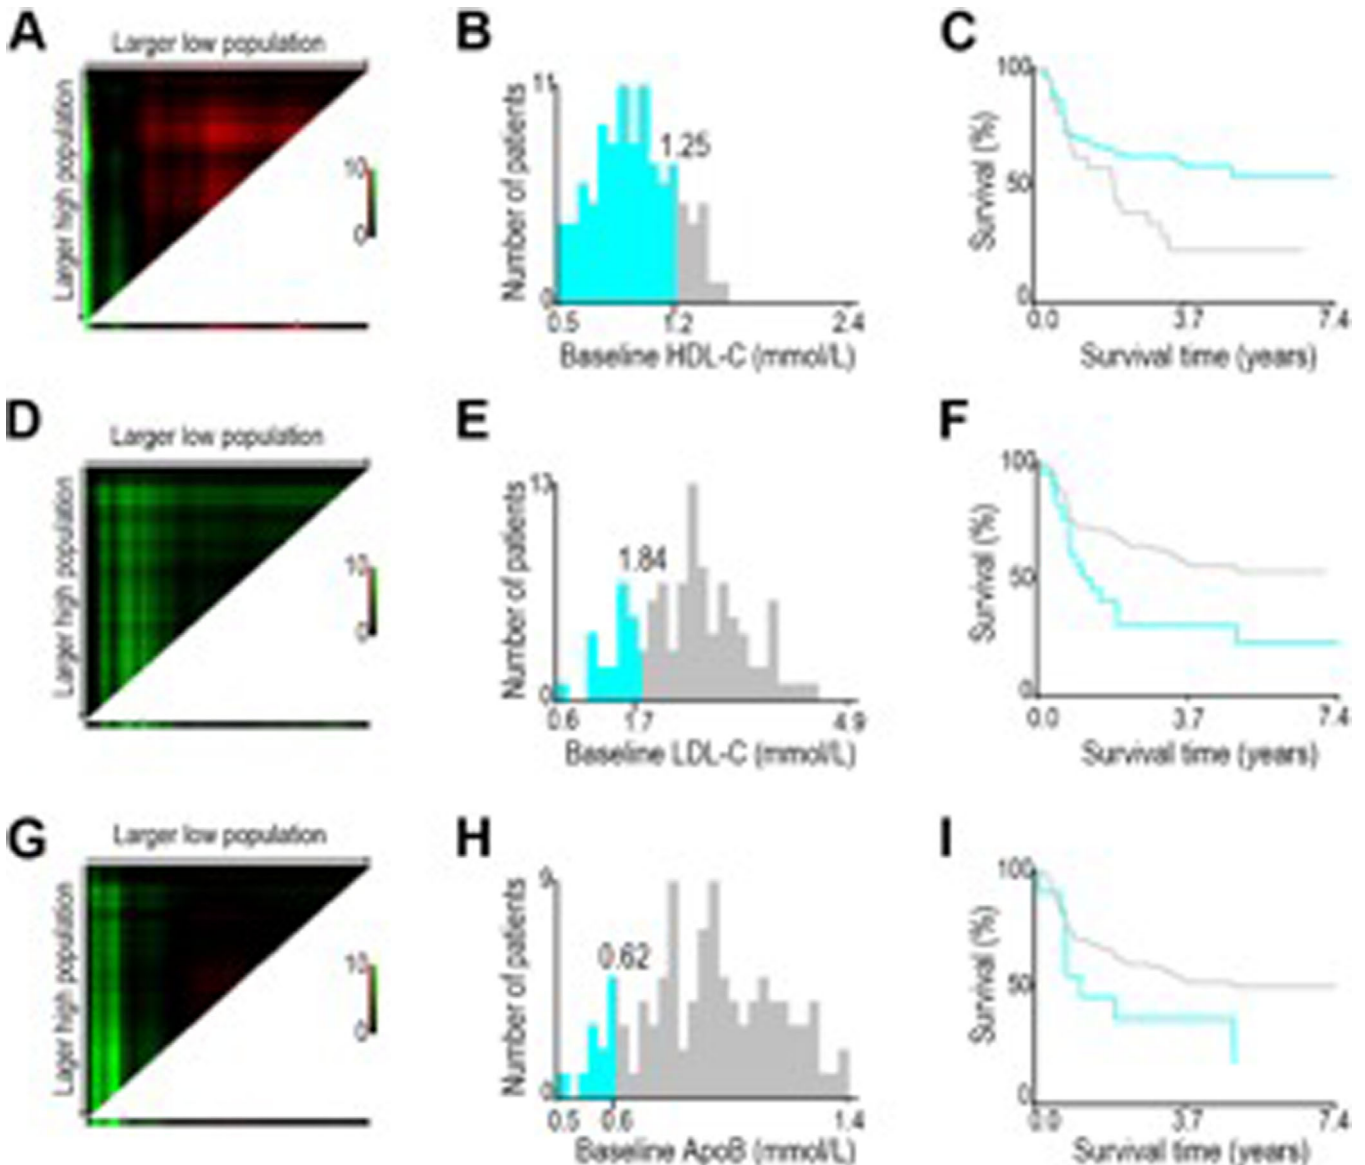 A
Larger low population
Larger high population
10
0
B
Number of patients
11
0
1.25
0.5
1.2
2.4
Baseline HDL-C (mmol/L)
C
Survival (%)
100
50
0
0.0
3.7
7.4
Survival time (years)
D
Larger low population
Larger high population
10
0
E
Number of patients
13
0
1.84
0.6
1.7
4.9
Baseline LDL-C (mmol/L)
F
Survival (%)
100
50
0
0.0
3.7
7.4
Survival time (years)
G
Larger low population
Lager high population
10
0
H
Number of patients
9
0
0.62
0.5
0.6
1.4
Baseline ApoB (mmol/L)
I
Survival (%)
100
50
0
0.0
3.7
7.4
Survival time (years)